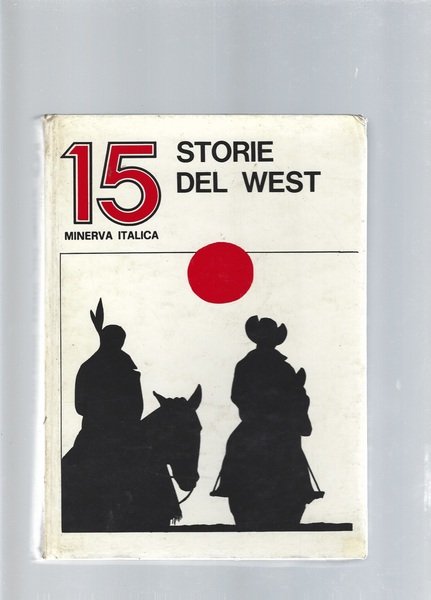 15
STORIE
DEL WEST
MINERVA ITALICA